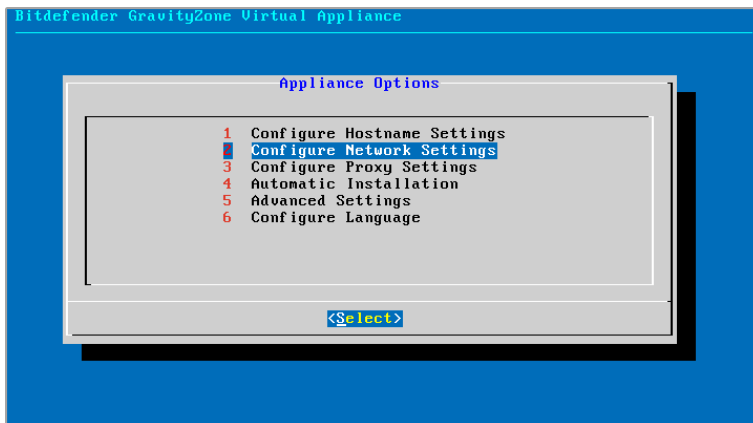 Bitdefender GravityZone Virtual Appliance
Appliance Options
1 Configure Hostname Settings
2 Configure Network Settings
3 Configure Proxy Settings
4 Automatic Installation
5 Advanced Settings
6 Configure Language
<Select>